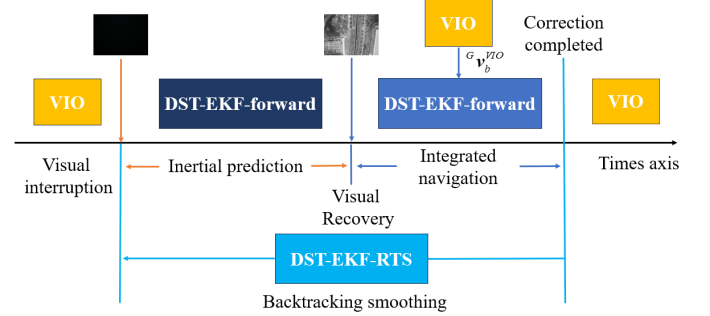 VIO
Correction
completed
G v b VIO
VIO
DST-EKF-forward
DST-EKF-forward
VIO
Visual
interruption
Inertial prediction
Integrated
navigation
Times axis
Visual
Recovery
DST-EKF-RTS
Backtracking smoothing